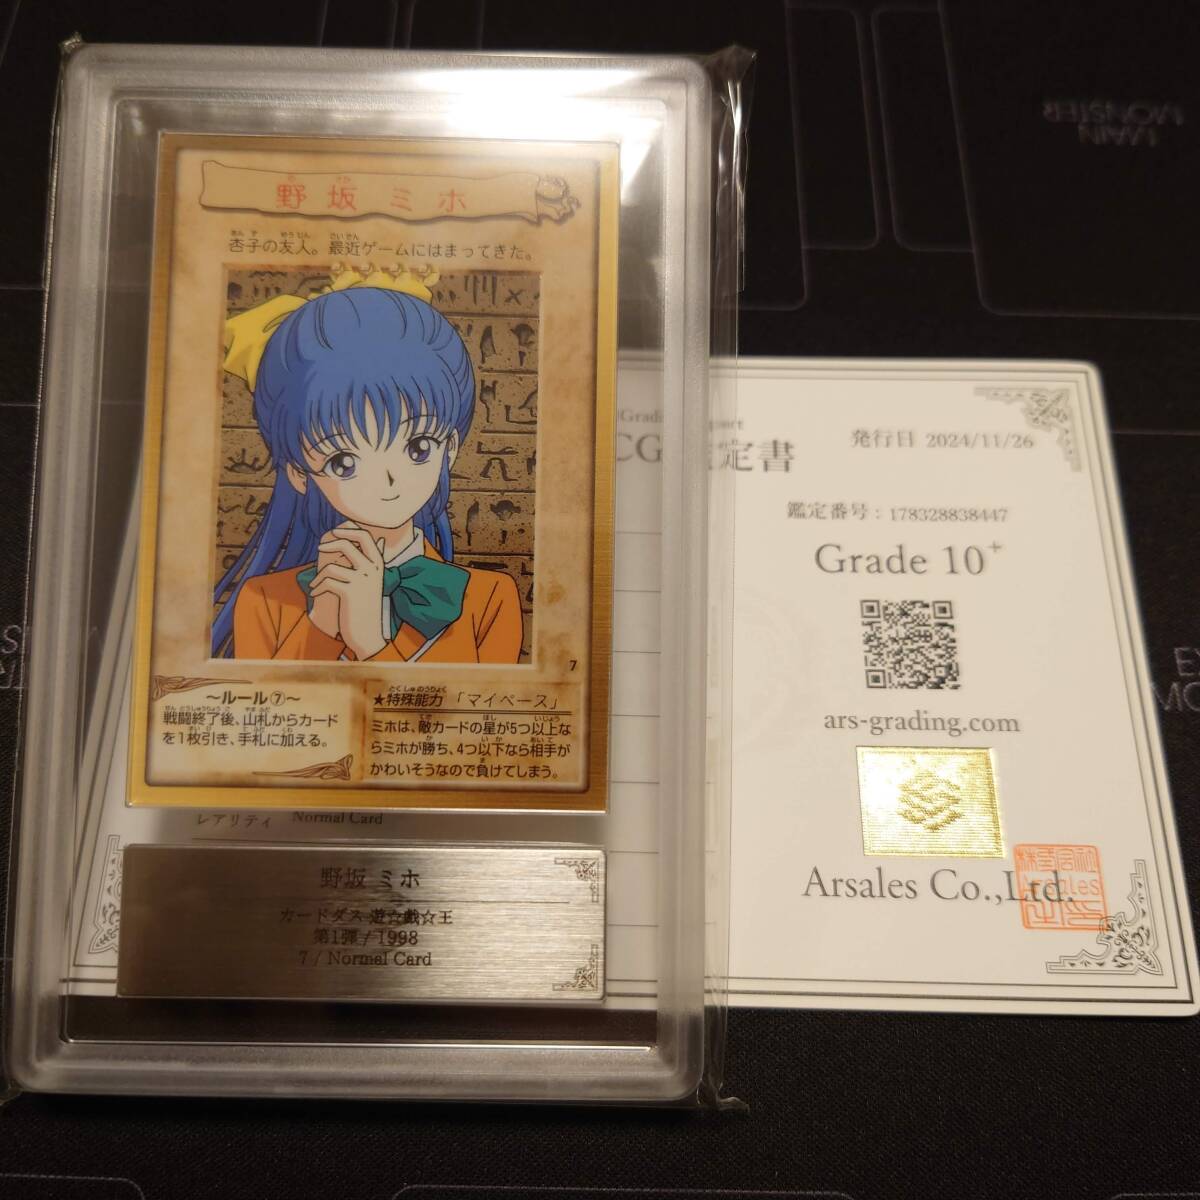 野坂ミホ
杏子の友人。最近ゲームにはまってきた。
7
～ルール⑦～
戦闘終了後、山札からカード
を1枚引き、手札に加える。
★特殊能力 「マイペース」
ミホは、敵カードの星が5つ以上な
らミホが勝ち、4つ以下なら相手が
かわいそうなので負けてしまう。
レアリティ Normal Card
野坂 ミホ
カードダス 遊☆戯☆王
第1弾 / 1998
7 / Normal Card
定書
発行日 2024/11/26
鑑定番号 : 178328838447
Grade 10+
ars-grading.com
Arsales Co.,Ltd.
MAIN
MONSTER